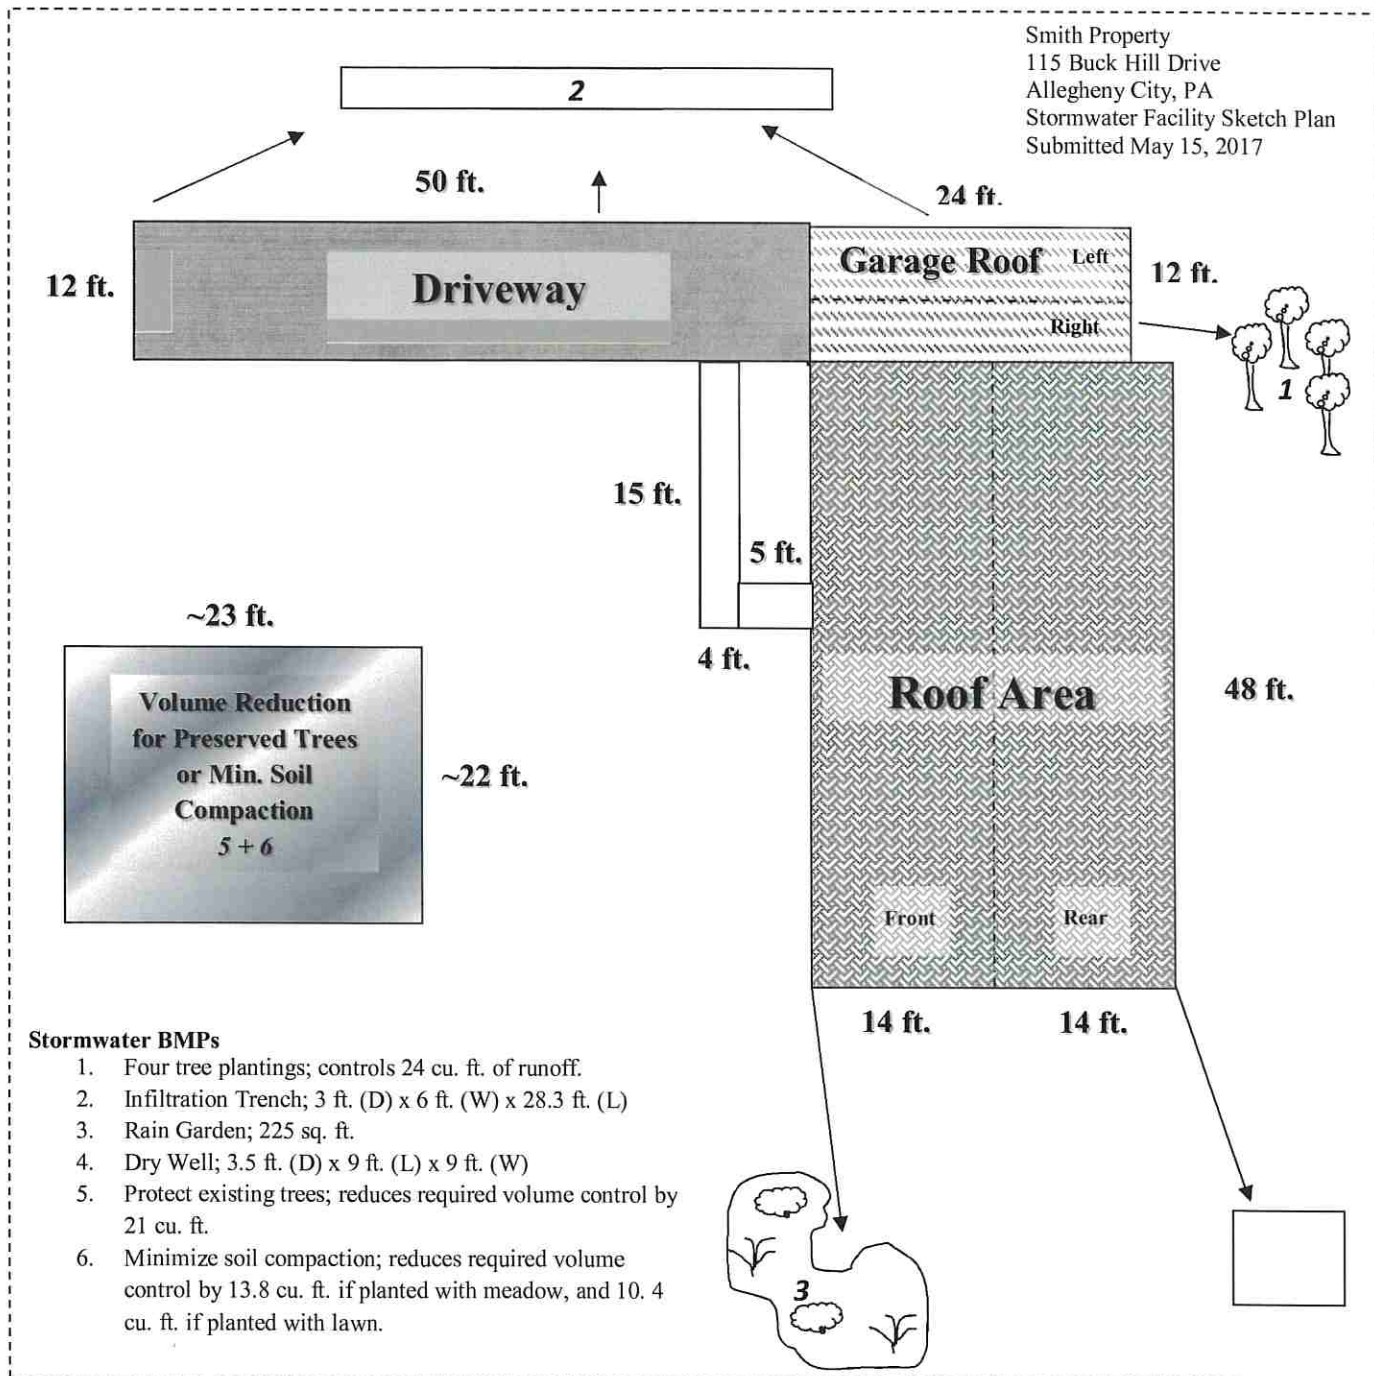 Smith Property
115 Buck Hill Drive
Allegheny City, PA
Stormwater Facility Sketch Plan
Submitted May 15, 2017
2
50 ft.
24 ft.
12 ft.
Driveway
Garage Roof
Left
Right
12 ft.
1
15 ft.
5 ft.
4 ft.
~23 ft.
Volume Reduction
for Preserved Trees
or Min. Soil
Compaction
5 + 6
~22 ft.
Roof Area
48 ft.
Front
Rear
14 ft.
14 ft.
Stormwater BMPs
1. Four tree plantings; controls 24 cu. ft. of runoff.
2. Infiltration Trench; 3 ft. (D) x 6 ft. (W) x 28.3 ft. (L)
3. Rain Garden; 225 sq. ft.
4. Dry Well; 3.5 ft. (D) x 9 ft. (L) x 9 ft. (W)
5. Protect existing trees; reduces required volume control by
21 cu. ft.
6. Minimize soil compaction; reduces required volume
control by 13.8 cu. ft. if planted with meadow, and 10. 4
cu. ft. if planted with lawn.
3